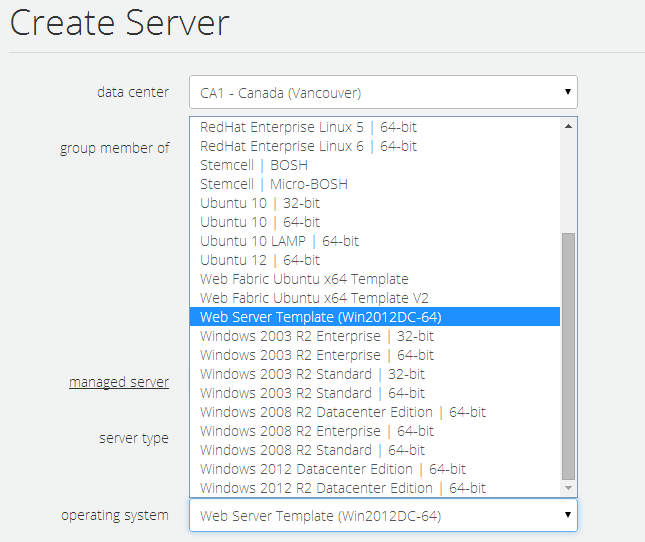 Create Server
data center
CA1 - Canada (Vancouver)
group member of
RedHat Enterprise Linux 5 | 64-bit
RedHat Enterprise Linux 6 | 64-bit
Stemcell | BOSH
Stemcell | Micro-BOSH
Ubuntu 10 | 32-bit
Ubuntu 10 | 64-bit
Ubuntu 10 LAMP | 64-bit
Ubuntu 12 | 64-bit
Web Fabric Ubuntu x64 Template
Web Fabric Ubuntu x64 Template V2
Web Server Template (Win2012DC-64)
Windows 2003 R2 Enterprise | 32-bit
Windows 2003 R2 Enterprise | 64-bit
Windows 2003 R2 Standard | 32-bit
Windows 2003 R2 Standard | 64-bit
Windows 2008 R2 Datacenter Edition | 64-bit
Windows 2008 R2 Enterprise | 64-bit
Windows 2008 R2 Standard | 64-bit
Windows 2012 Datacenter Edition | 64-bit
Windows 2012 R2 Datacenter Edition | 64-bit
managed server
server type
operating system
Web Server Template (Win2012DC-64)